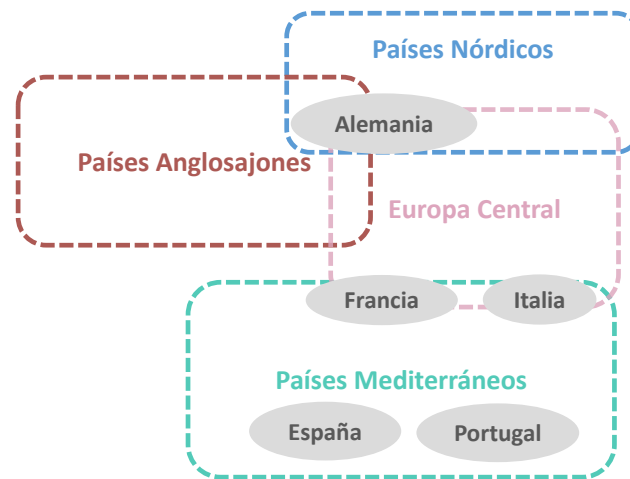 Países Nórdicos
Alemania
Países Anglosajones
Europa Central
Francia
Italia
Países Mediterráneos
España
Portugal